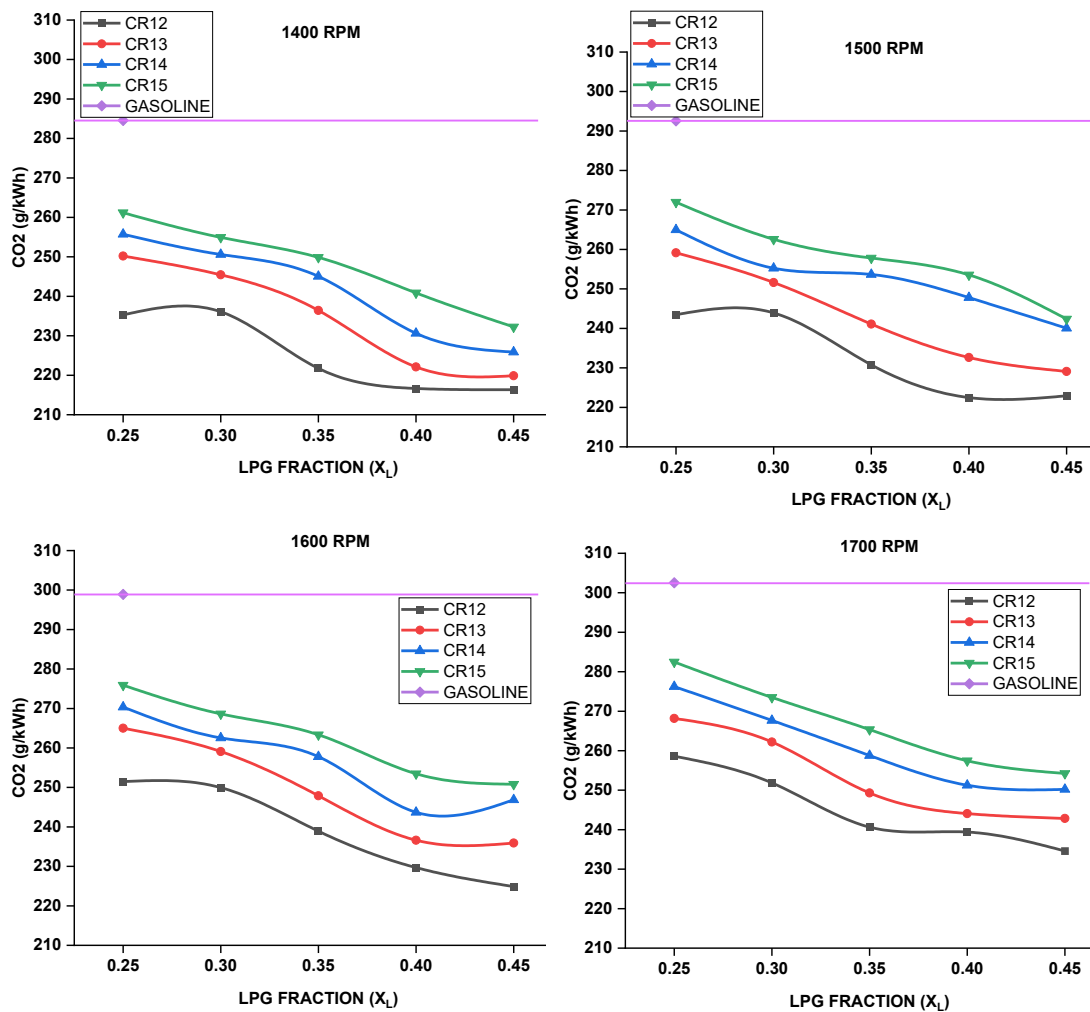 1400 RPM
CR12
CR13
CR14
CR15
GASOLINE
CO2 (g/kWh)
310
300
290
280
270
260
250
240
230
220
210
0.25 0.30 0.35 0.40 0.45
LPG FRACTION (X_L)
1500 RPM
CR12
CR13
CR14
CR15
GASOLINE
CO2 (g/kWh)
310
300
290
280
270
260
250
240
230
220
210
0.25 0.30 0.35 0.40 0.45
LPG FRACTION (X_L)
1600 RPM
CR12
CR13
CR14
CR15
GASOLINE
CO2 (g/kWh)
310
300
290
280
270
260
250
240
230
220
210
0.25 0.30 0.35 0.40 0.45
LPG FRACTION (X_L)
1700 RPM
CR12
CR13
CR14
CR15
GASOLINE
CO2 (g/kWh)
310
300
290
280
270
260
250
240
230
220
210
0.25 0.30 0.35 0.40 0.45
LPG FRACTION (X_L)